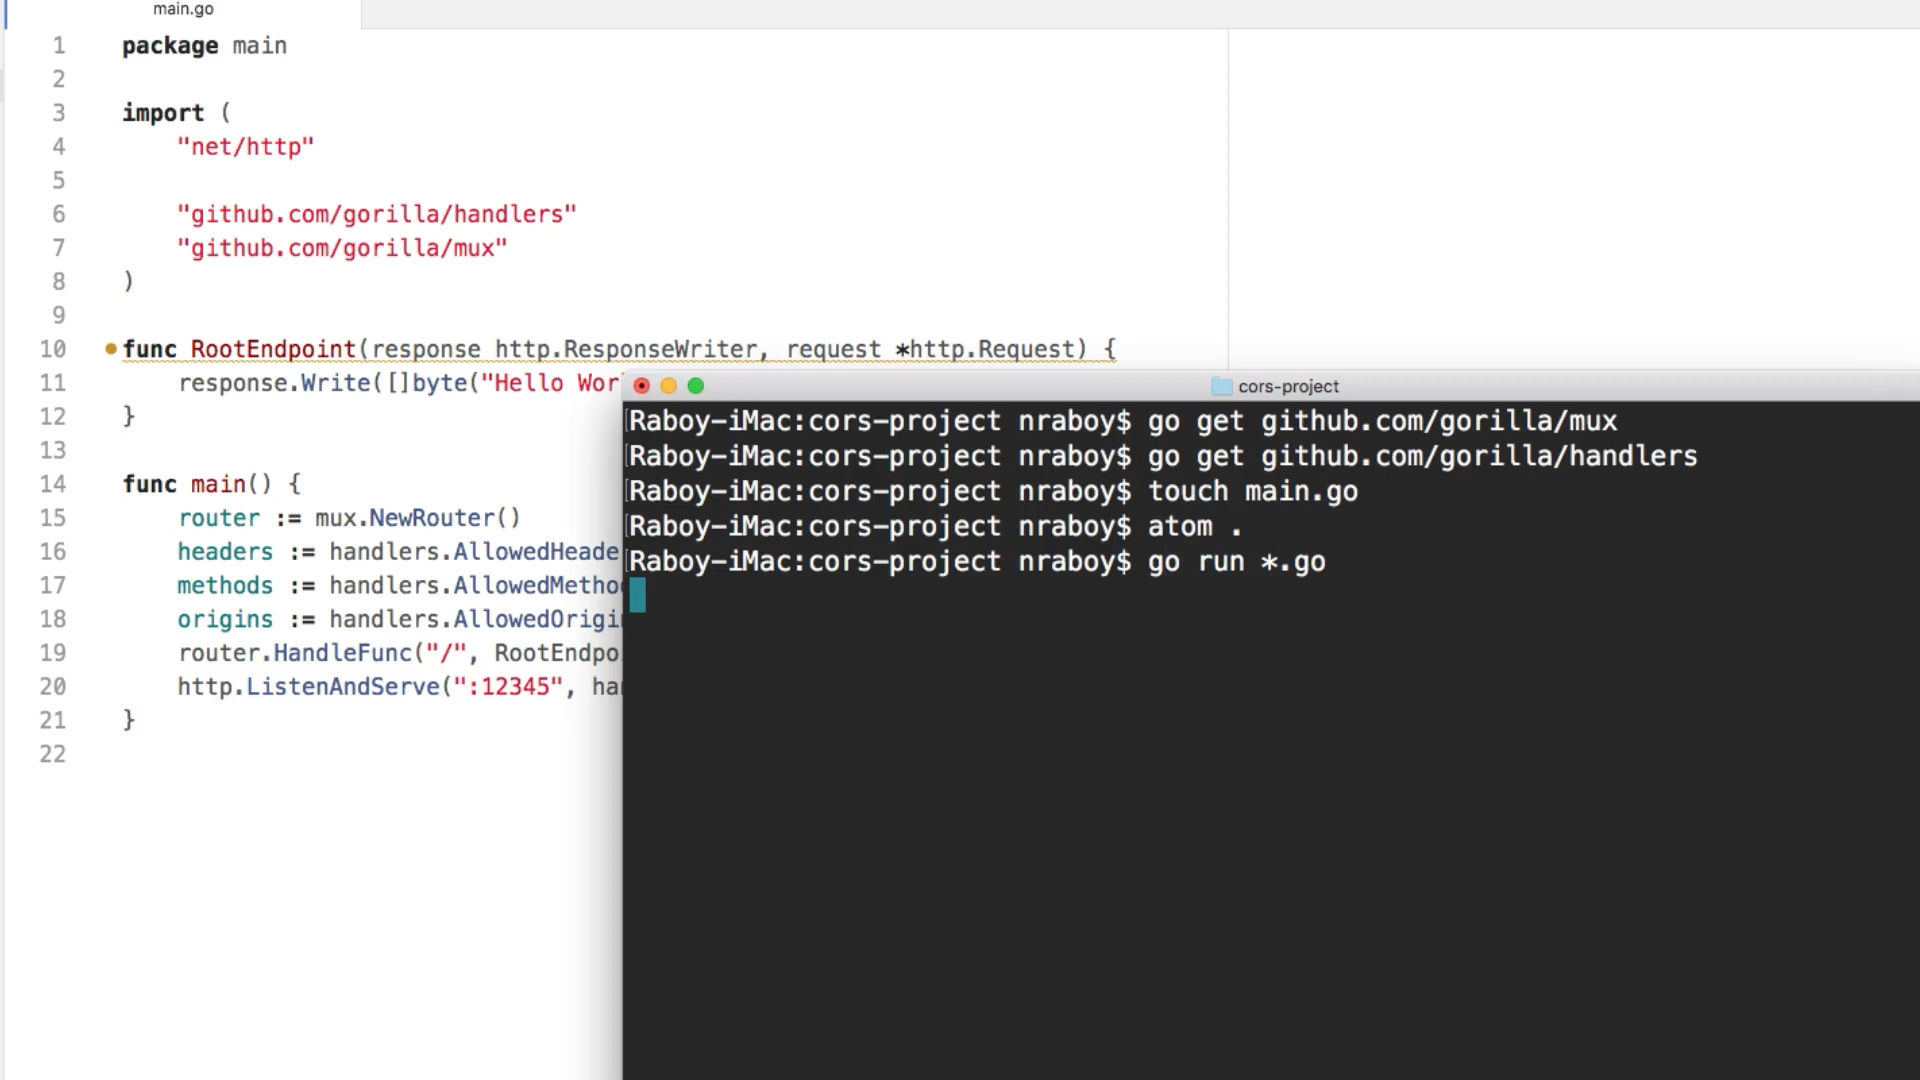 main.go
1 package main
2
3 import (
4 "net/http"
5
6 "github.com/gorilla/handlers"
7 "github.com/gorilla/mux"
8 )
9
10 func RootEndpoint(response http.ResponseWriter, request *http.Request) {
11 response.Write([]byte("Hello Wor
12 }
13
14 func main() {
15 router := mux.NewRouter()
16 headers := handlers.AllowedHeade
17 methods := handlers.AllowedMetho
18 origins := handlers.AllowedOrigi
19 router.HandleFunc("/", RootEndpo
20 http.ListenAndServe(":12345", ha
21 }
22
cors-project
Raboy-iMac:cors-project nraboy$ go get github.com/gorilla/mux
Raboy-iMac:cors-project nraboy$ go get github.com/gorilla/handlers
Raboy-iMac:cors-project nraboy$ touch main.go
Raboy-iMac:cors-project nraboy$ atom .
Raboy-iMac:cors-project nraboy$ go run *.go